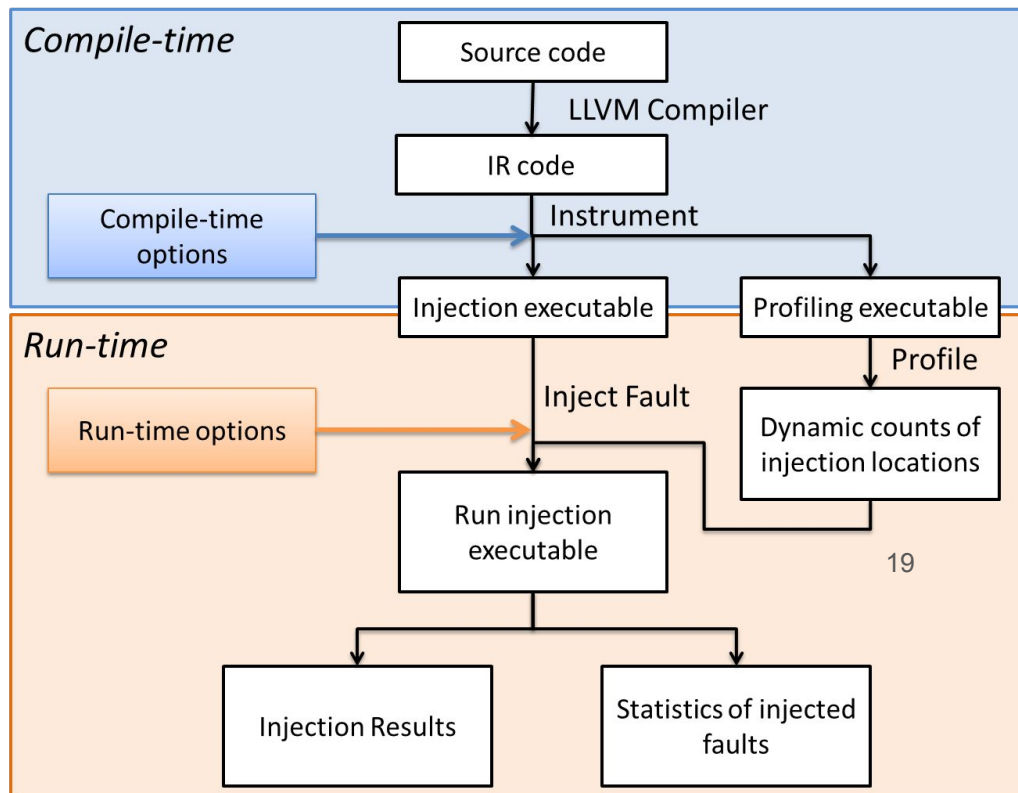 Compile-time
Source code
LLVM Compiler
IR code
Compile-time
options
Instrument
Injection executable
Profiling executable
Run-time
Profile
Inject Fault
Run-time options
Dynamic counts of
injection locations
Run injection
executable
19
Injection Results
Statistics of injected
faults